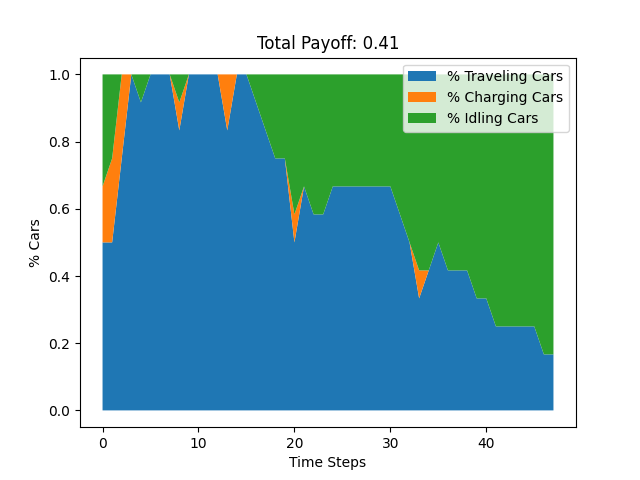 Total Payoff: 0.41
% Traveling Cars
% Charging Cars
% Idling Cars
1.0
0.8
0.6
0.4
0.2
0.0
% Cars
0
10
20
30
40
Time Steps